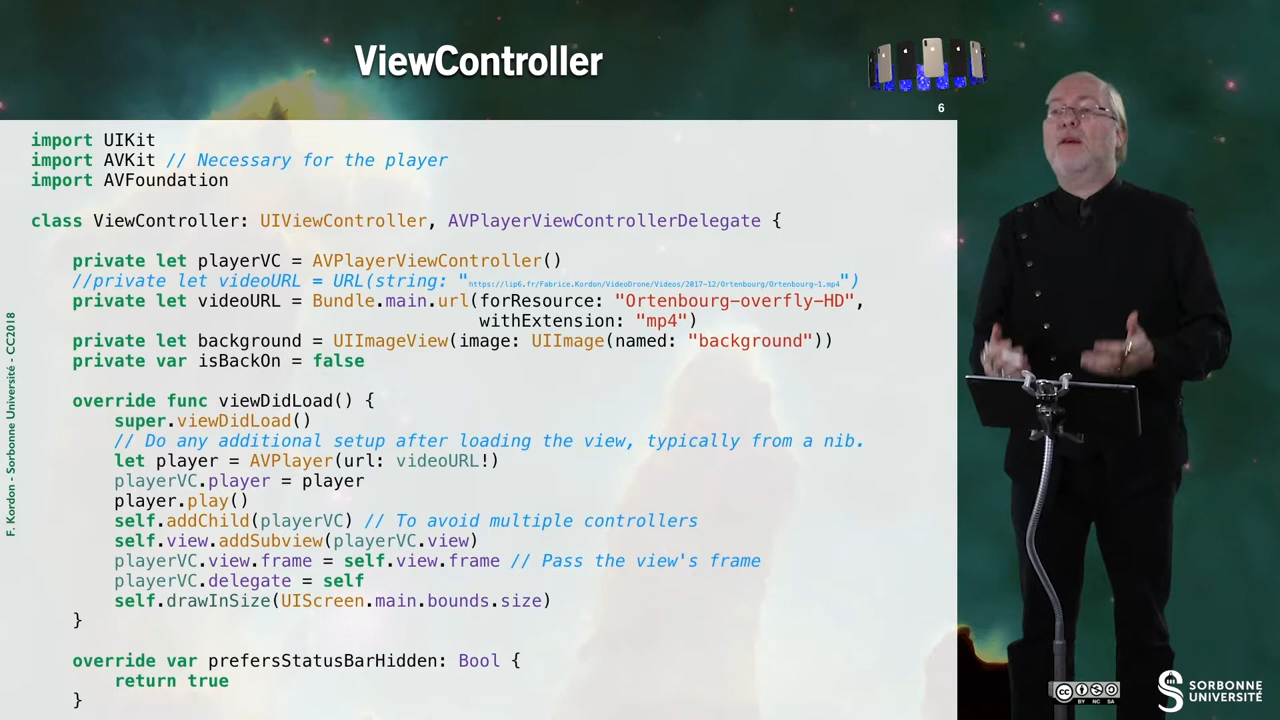 ViewController
6
import UIKit
import AVKit // Necessary for the player
import AVFoundation
class ViewController: UIViewController, AVPlayerViewControllerDelegate {
private let playerVC = AVPlayerViewController()
//private let videoURL = URL(string: "https://lip6.fr/Fabrice.Kordon/VideoDrone/Videos/2017-12/Ortenbourg/Ortenbourg-1.mp4")
private let videoURL = Bundle.main.url(forResource: "Ortenbourg-overfly-HD",
withExtension: "mp4")
private let background = UIImageView(image: UIImage(named: "background"))
private var isBackOn = false
override func viewDidLoad() {
super.viewDidLoad()
// Do any additional setup after loading the view, typically from a nib.
let player = AVPlayer(url: videoURL!)
playerVC.player = player
player.play()
self.addChild(playerVC) // To avoid multiple controllers
self.view.addSubview(playerVC.view)
playerVC.view.frame = self.view.frame // Pass the view's frame
playerVC.delegate = self
self.drawInSize(UIScreen.main.bounds.size)
}
override var prefersStatusBarHidden: Bool {
return true
}
F. Kordon - Sorbonne Université - CC2018
CC BY NC SA
SORBONNE
UNIVERSITÉ